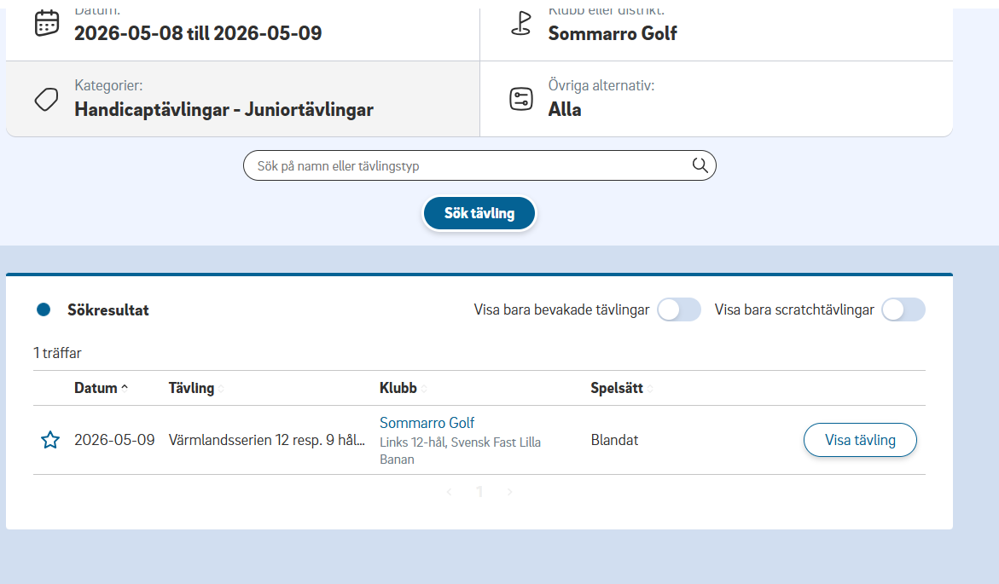 Datum:
2026-05-08 till 2026-05-09
Klubb eller distrikt:
Sommarro Golf
Kategorier:
Handicaptävlingar - Juniortävlingar
Övriga alternativ:
Alla
Sök på namn eller tävlingstyp
Sök tävling
Sökresultat
Visa bara bevakade tävlingar
Visa bara scratchtävlingar
1 träffar
Datum Tävling Klubb Spelsätt
2026-05-09 Värmlandsserien 12 resp. 9 hål...
Sommarro Golf
Links 12-hål, Svensk Fast Lilla
Banan
Blandat
Visa tävling
‹ 1 ›